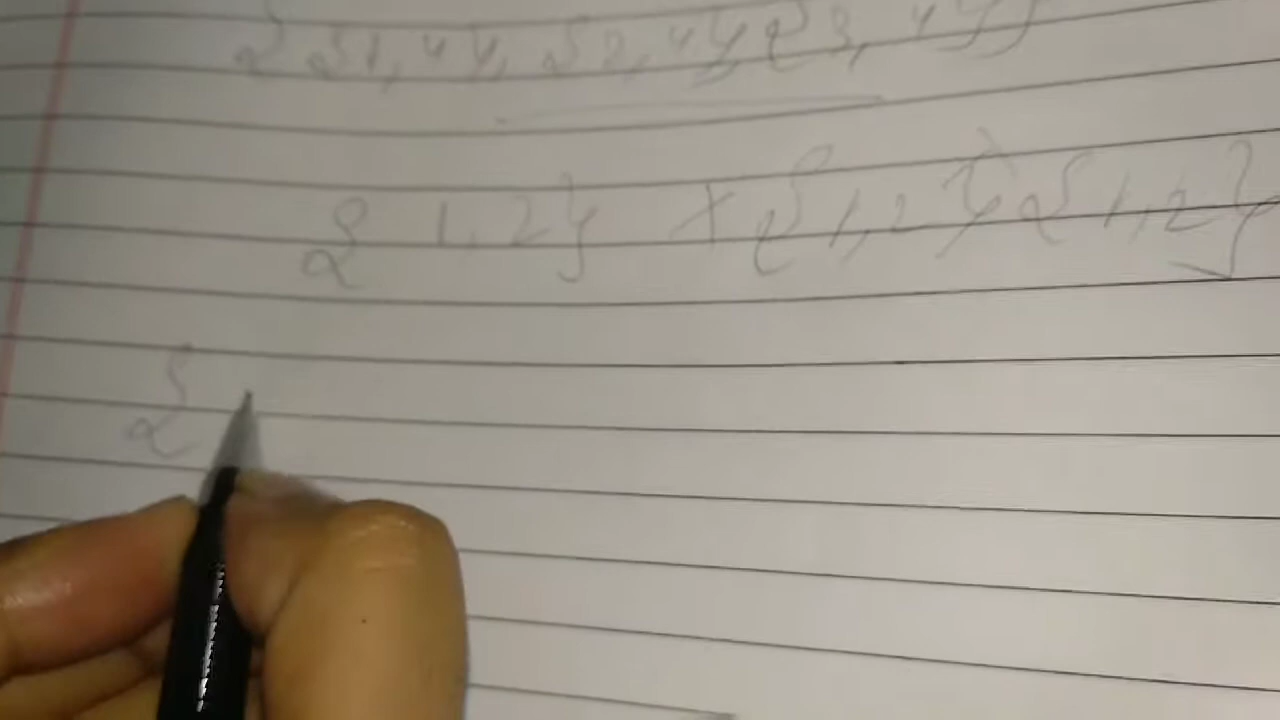 { {1,4}, {2,4}, {3,4} }
{1,2} X {1,2} {1,2}
{